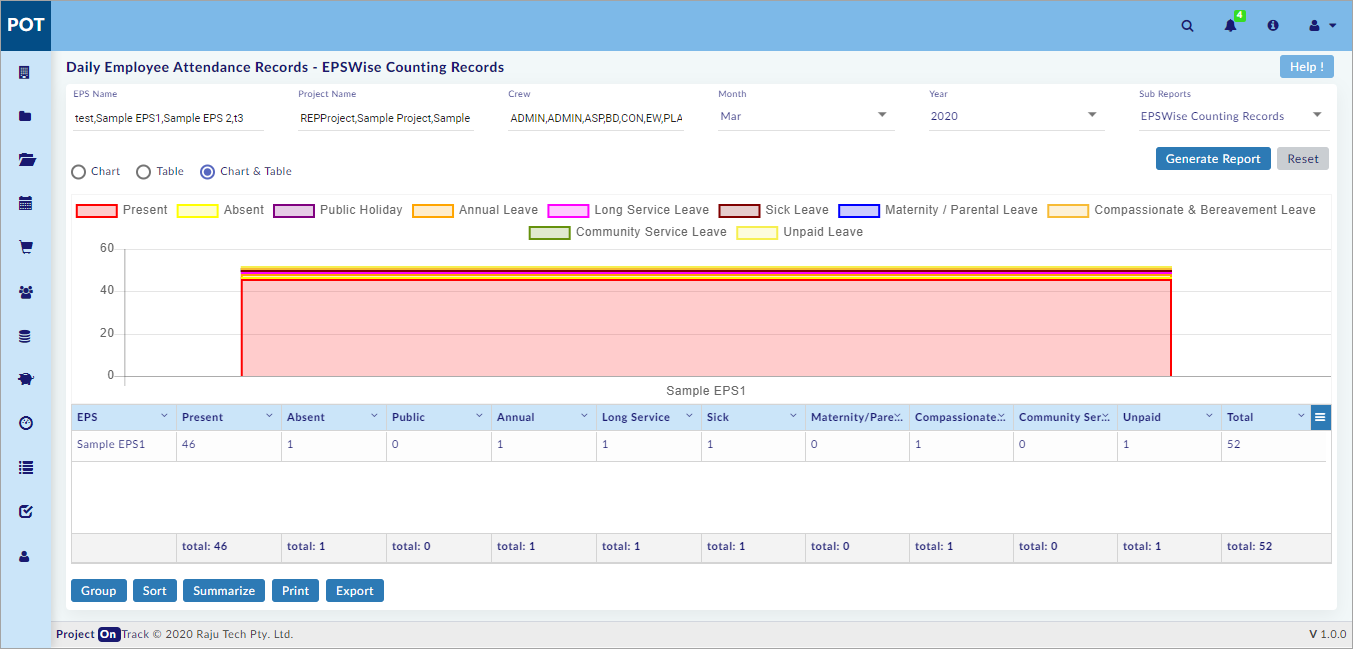 POT
4
Daily Employee Attendance Records - EPSWise Counting Records
Help !
EPS Name Project Name Crew Month Year Sub Reports
test,Sample EPS1,Sample EPS 2,t3 REPProject,Sample Project,Sample ADMIN,ADMIN,ASP,BD,CON,EW,PLA Mar 2020 EPSWise Counting Records
Generate Report Reset
Chart Table Chart & Table
Present Absent Public Holiday Annual Leave Long Service Leave Sick Leave Maternity / Parental Leave Compassionate & Bereavement Leave
Community Service Leave Unpaid Leave
60
40
20
0
Sample EPS1
EPS Present Absent Public Annual Long Service Sick Maternity/Pare... Compassionate... Community Ser... Unpaid Total
Sample EPS1 46 1 0 1 1 1 0 1 0 1 52
total: 46 total: 1 total: 0 total: 1 total: 1 total: 1 total: 0 total: 1 total: 0 total: 1 total: 52
Group Sort Summarize Print Export
Project On Track © 2020 Raju Tech Pty. Ltd. V 1.0.0